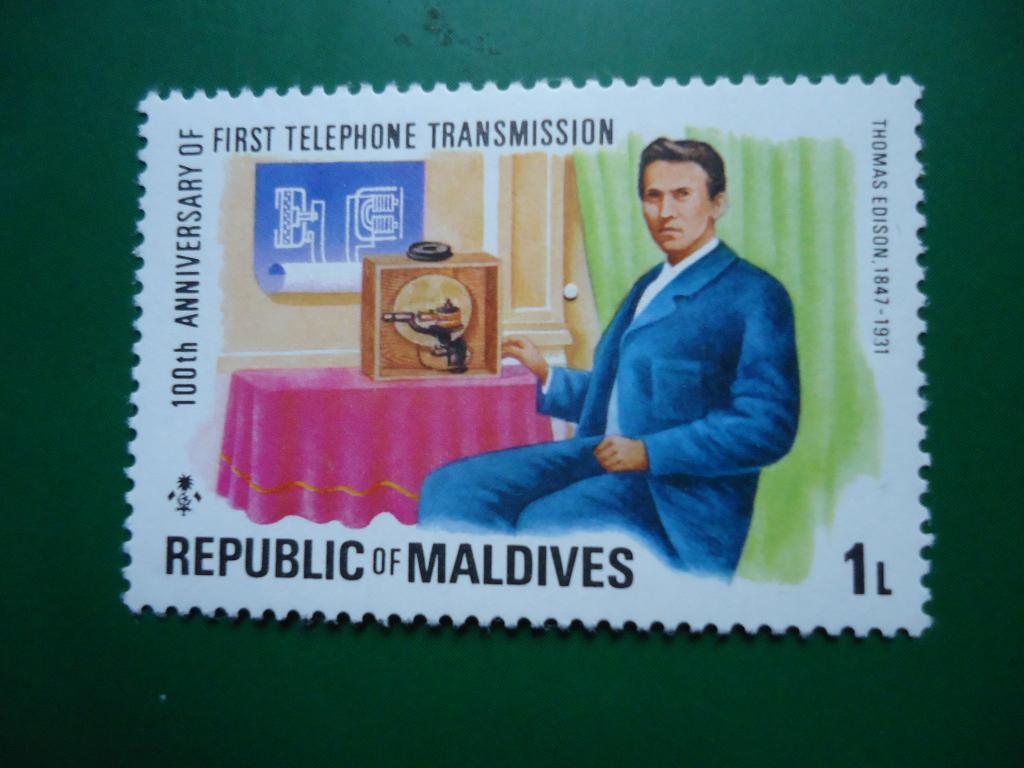 100th ANNIVERSARY OF FIRST TELEPHONE TRANSMISSION
THOMAS EDISON, 1847-1931
REPUBLIC OF MALDIVES
1L